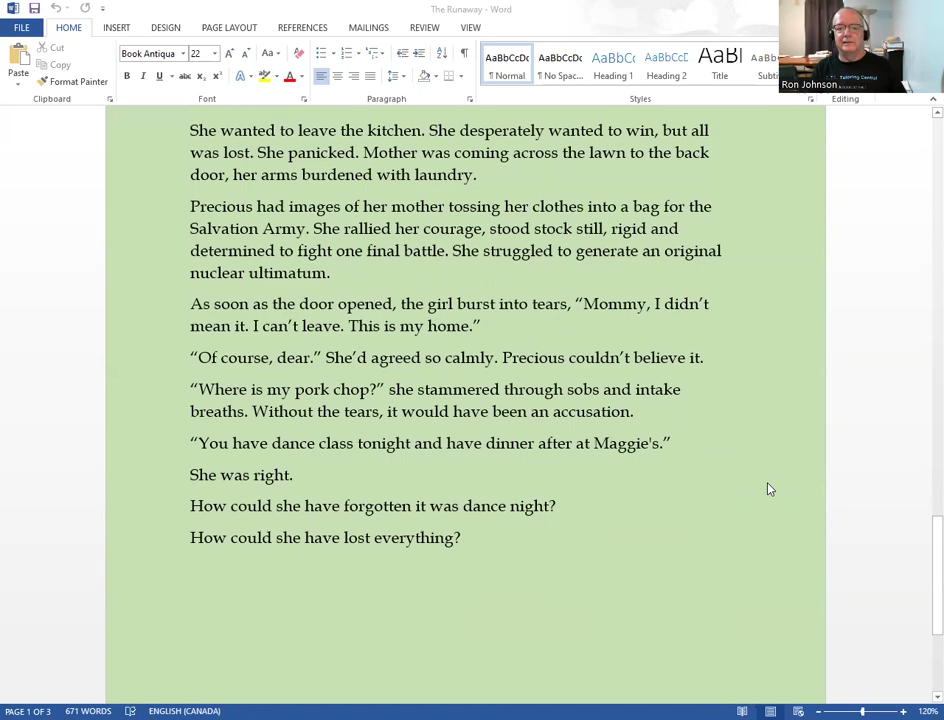 The Runaway - Word
FILE HOME INSERT DESIGN PAGE LAYOUT REFERENCES MAILINGS REVIEW VIEW
Cut
Copy
Format Painter
Paste
Book Antiqua 22
Aa
B I U abc x₂ x²
AaBbCcDc AaBbCcDc AaBbCc AaBbCc AaBl AaBbC
¶ Normal ¶ No Spac... Heading 1 Heading 2 Title Subti
Clipboard Font Paragraph Styles Editing
Ron Johnson
She wanted to leave the kitchen. She desperately wanted to win, but all
was lost. She panicked. Mother was coming across the lawn to the back
door, her arms burdened with laundry.
Precious had images of her mother tossing her clothes into a bag for the
Salvation Army. She rallied her courage, stood stock still, rigid and
determined to fight one final battle. She struggled to generate an original
nuclear ultimatum.
As soon as the door opened, the girl burst into tears, “Mommy, I didn’t
mean it. I can’t leave. This is my home.”
“Of course, dear.” She’d agreed so calmly. Precious couldn’t believe it.
“Where is my pork chop?” she stammered through sobs and intake
breaths. Without the tears, it would have been an accusation.
“You have dance class tonight and have dinner after at Maggie's.”
She was right.
How could she have forgotten it was dance night?
How could she have lost everything?
PAGE 1 OF 3 671 WORDS ENGLISH (CANADA) 120%